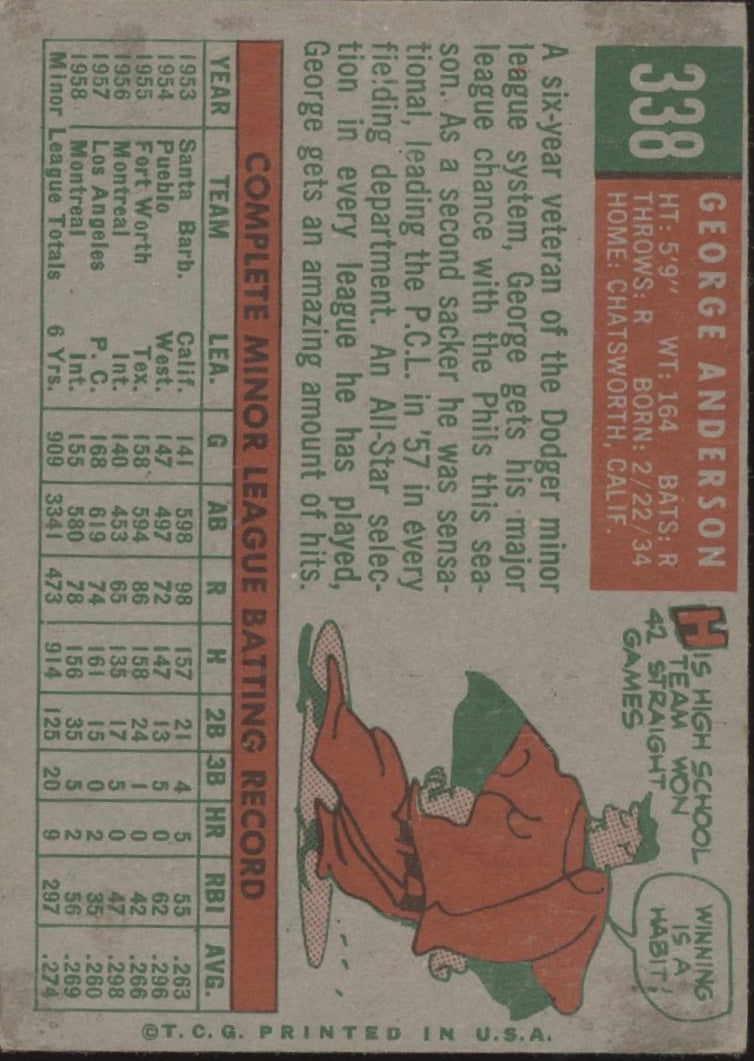 338
GEORGE ANDERSON
HT: 5'9" WT: 164 BATS: R
THROWS: R BORN: 2/22/34
HOME: CHATSWORTH, CALIF.
A six-year veteran of the Dodger minor
league system, George gets his major
league chance with the Phils this sea-
son. As a second sacker he was sensa-
tional, leading the P.C.L. in '57 in every
fielding department. An All-Star selec-
tion in every league he has played,
George gets an amazing amount of hits.
HIS HIGH SCHOOL
TEAM WON
42 STRAIGHT
GAMES
WINNING
IS A
HABIT!
COMPLETE MINOR LEAGUE BATTING RECORD
YEAR TEAM LEA. G AB R H 2B 3B HR RBI AVG.
1953 Santa Barb. Calif. 141 598 98 157 21 4 5 55 .263
1954 Pueblo West. 147 497 72 147 13 5 0 62 .296
1955 Fort Worth Tex. 158 594 86 158 24 1 0 42 .266
1956 Montreal Int. 140 453 65 135 17 5 0 47 .298
1957 Los Angeles P. C. 168 619 74 161 15 0 2 35 .260
1958 Montreal Int. 155 580 78 156 35 5 2 56 .269
Minor League Totals 6 Yrs. 909 3341 473 914 125 20 9 297 .274
©T.C.G. PRINTED IN U.S.A.